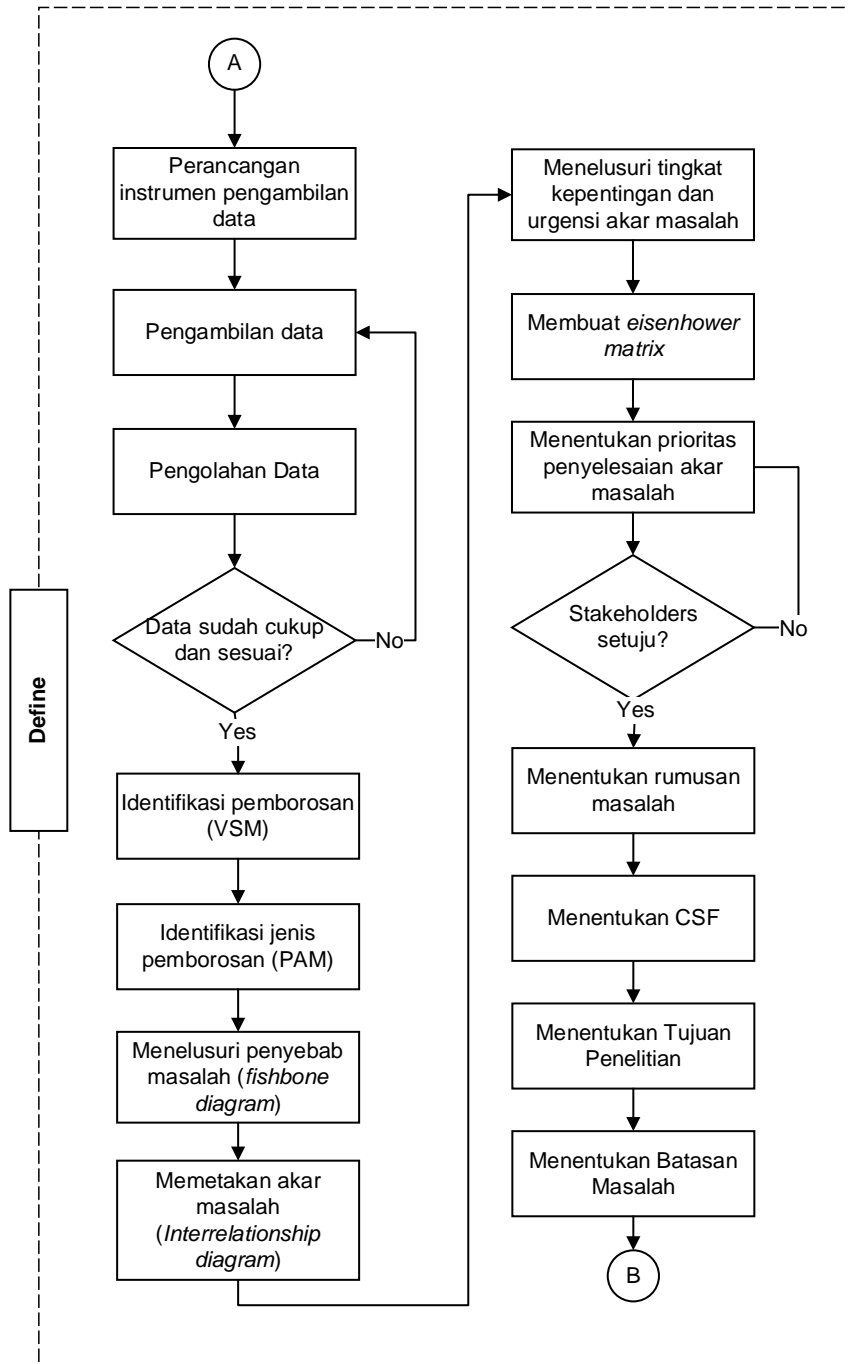 A
Perancangan
instrumen pengambilan
data
Pengambilan data
Pengolahan Data
Data sudah cukup
dan sesuai?
No
Yes
Identifikasi pemborosan
(VSM)
Identifikasi jenis
pemborosan (PAM)
Menelusuri penyebab
masalah (fishbone
diagram)
Memetakan akar
masalah
(Interrelationship
diagram)
Menelusuri tingkat
kepentingan dan
urgensi akar masalah
Membuat eisenhower
matrix
Menentukan prioritas
penyelesaian akar
masalah
Stakeholders
setuju?
No
Yes
Menentukan rumusan
masalah
Menentukan CSF
Menentukan Tujuan
Penelitian
Menentukan Batasan
Masalah
B
Define